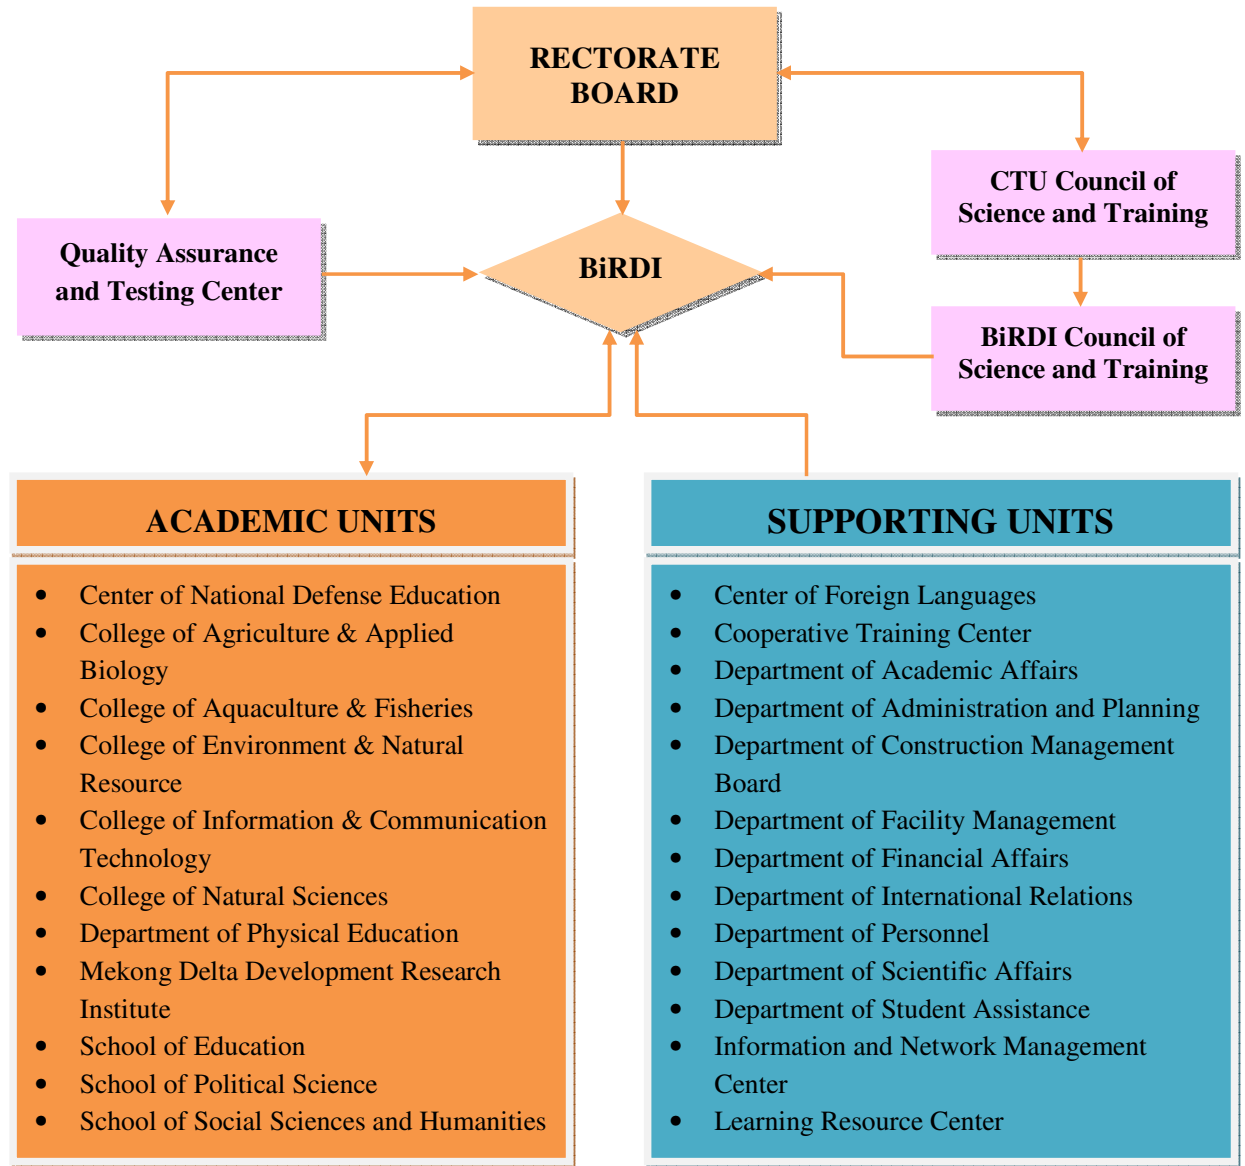 RECTORATE
BOARD
CTU Council of
Science and Training
Quality Assurance
and Testing Center
BiRDI
BiRDI Council of
Science and Training
ACADEMIC UNITS
• Center of National Defense Education
• College of Agriculture & Applied
Biology
• College of Aquaculture & Fisheries
• College of Environment & Natural
Resource
• College of Information & Communication
Technology
• College of Natural Sciences
• Department of Physical Education
• Mekong Delta Development Research
Institute
• School of Education
• School of Political Science
• School of Social Sciences and Humanities
SUPPORTING UNITS
• Center of Foreign Languages
• Cooperative Training Center
• Department of Academic Affairs
• Department of Administration and Planning
• Department of Construction Management
Board
• Department of Facility Management
• Department of Financial Affairs
• Department of International Relations
• Department of Personnel
• Department of Scientific Affairs
• Department of Student Assistance
• Information and Network Management
Center
• Learning Resource Center